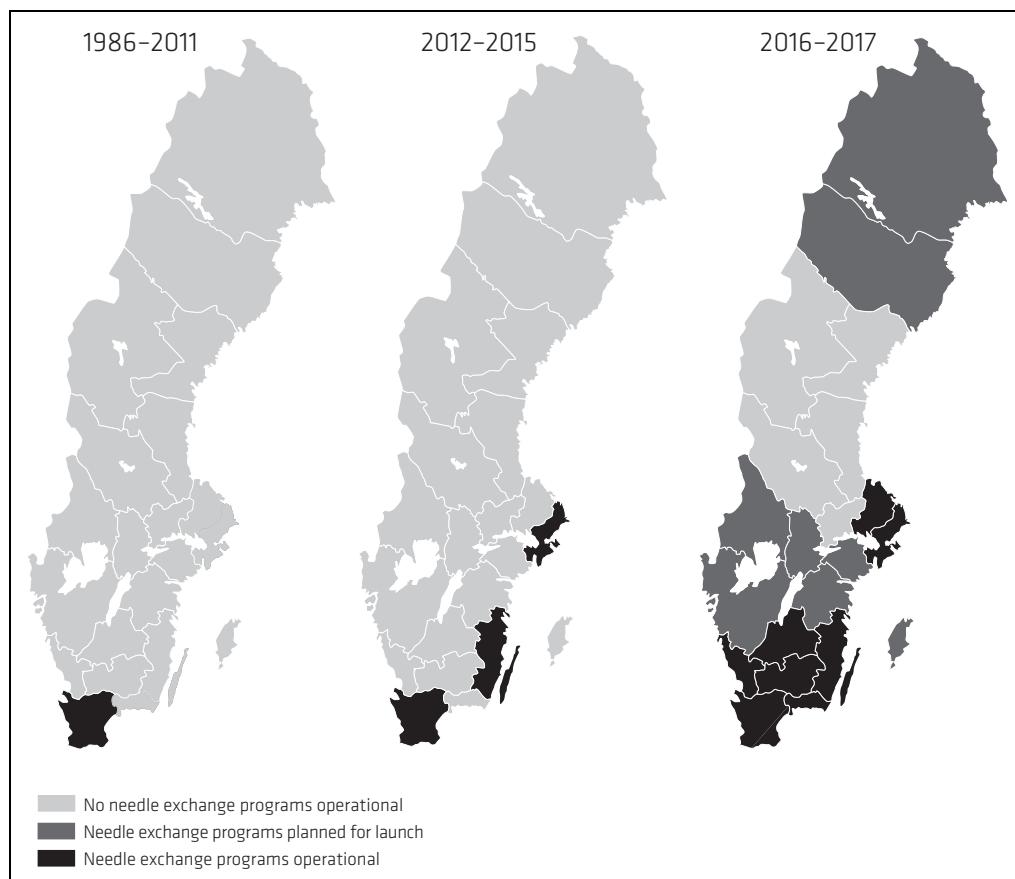 1986–2011
2012–2015
2016–2017
No needle exchange programs operational
Needle exchange programs planned for launch
Needle exchange programs operational